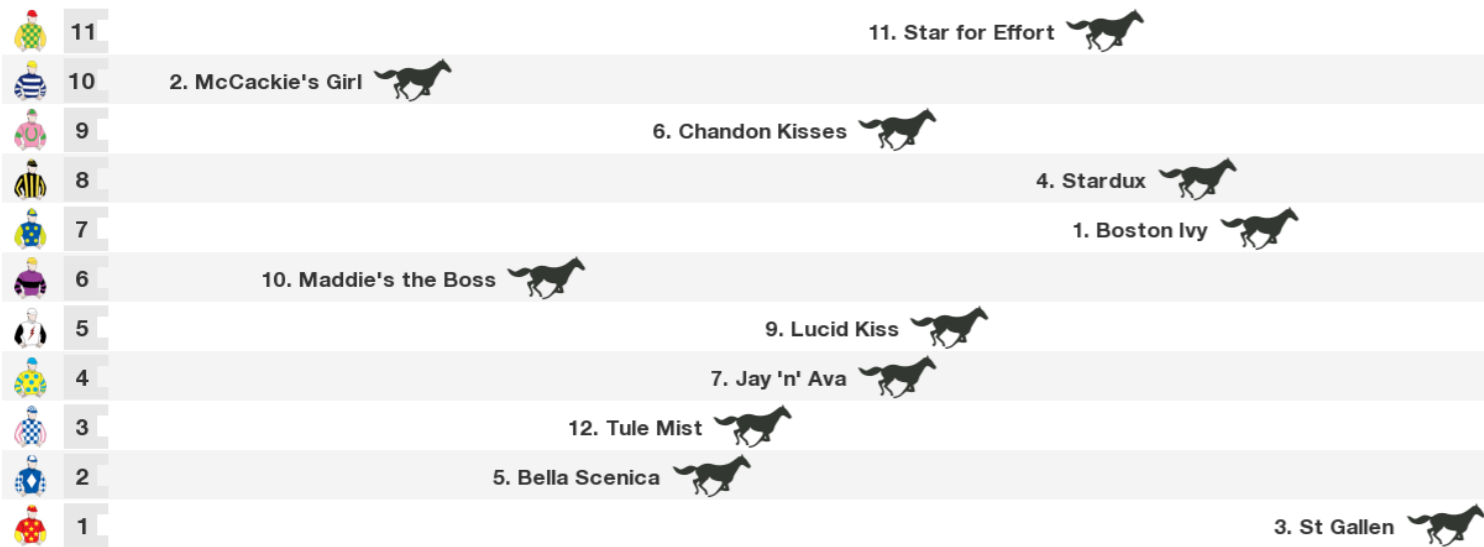 11 11. Star for Effort
10 2. McCackie's Girl
9 6. Chandon Kisses
8 4. Stardux
7 1. Boston Ivy
6 10. Maddie's the Boss
5 9. Lucid Kiss
4 7. Jay 'n' Ava
3 12. Tule Mist
2 5. Bella Scenica
1 3. St Gallen